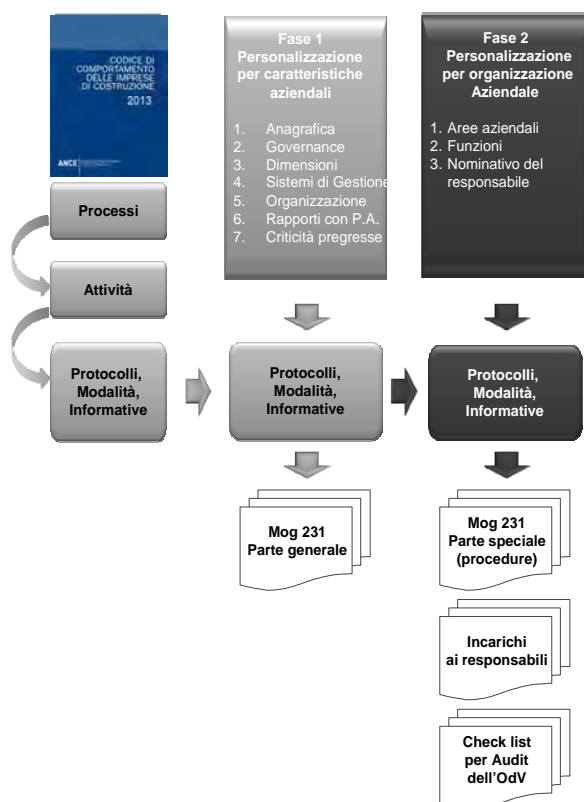 CODICE DI
COMPORTAMENTO
DELLE IMPRESE
DI COSTRUZIONE
2013
ANCE
Processi
Attività
Protocolli,
Modalità,
Informative
Fase 1
Personalizzazione
per caratteristiche
aziendali
1. Anagrafica
2. Governance
3. Dimensioni
4. Sistemi di Gestione
5. Organizzazione
6. Rapporti con P.A.
7. Criticità pregresse
Protocolli,
Modalità,
Informative
Mog 231
Parte generale
Fase 2
Personalizzazione
per organizzazione
Aziendale
1. Aree aziendali
2. Funzioni
3. Nominativo del
responsabile
Protocolli,
Modalità,
Informative
Mog 231
Parte speciale
(procedure)
Incarichi
ai responsabili
Check list
per Audit
dell'OdV